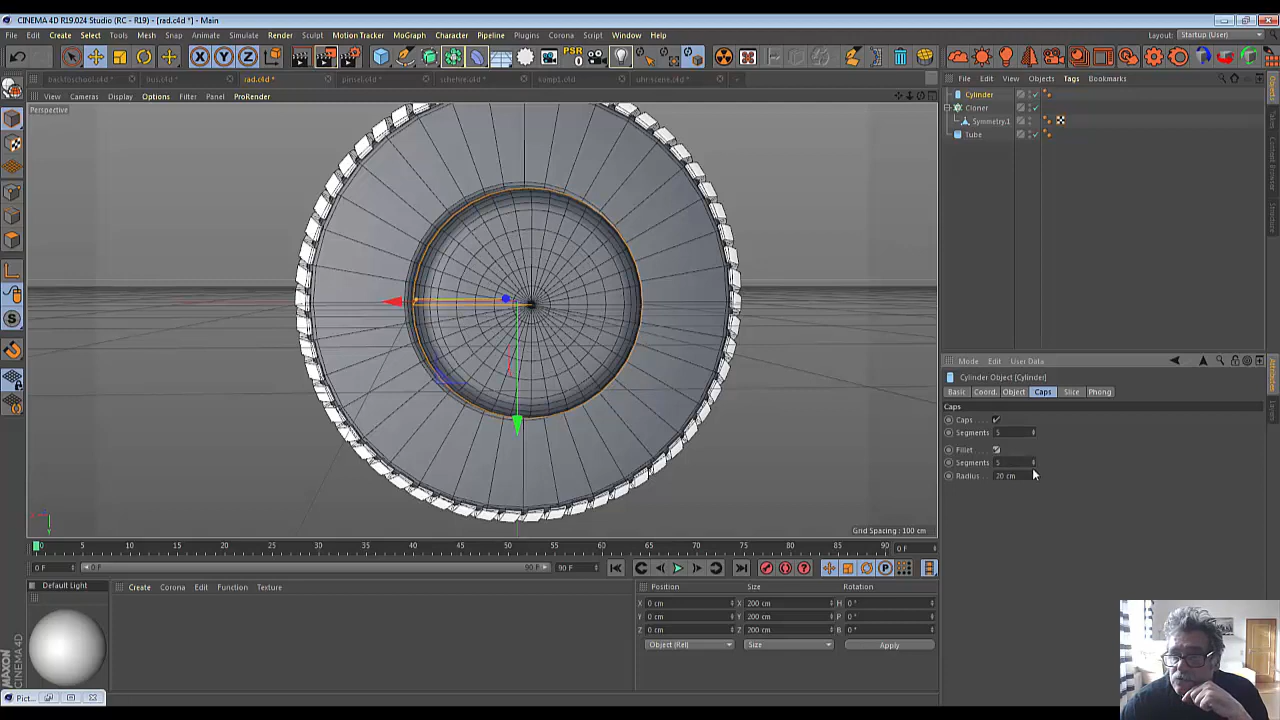 CINEMA 4D R19.024 Studio (RC - R19) - [rad.c4d *] - Main
File Edit Create Select Tools Mesh Snap Animate Simulate Render Motion Tracker MoGraph Character Pipeline Plugins Corona Script Window Help
Layout: Startup (User)
rad.c4d *
View Cameras Display Options Filter Panel ProRender
File Edit View Objects Tags Bookmarks
PSR
0
X Y Z
Perspective
Cylinder
Cloner
Symmetry.1
Tube
Mode Edit User Data
Cylinder Object [Cylinder]
Basic Coord. Object Caps Slice Phong
Caps
Caps
Segments 5
Fillet
Segments 5
Radius 20 cm
Grid Spacing : 100 cm
0 5 10 15 20 25 30 35 40 45 50 55 60 65 70 75 80 85 90
0 F
0 F 0 F 90 F 90 F
Default Light
Create Corona Edit Function Texture
Position Size Rotation
X 0 cm X 200 cm H 0 °
Y 0 cm Y 200 cm P 0 °
Z 0 cm Z 200 cm B 0 °
Object (Rel) Size Apply
MAXON CINEMA 4D
Pict...